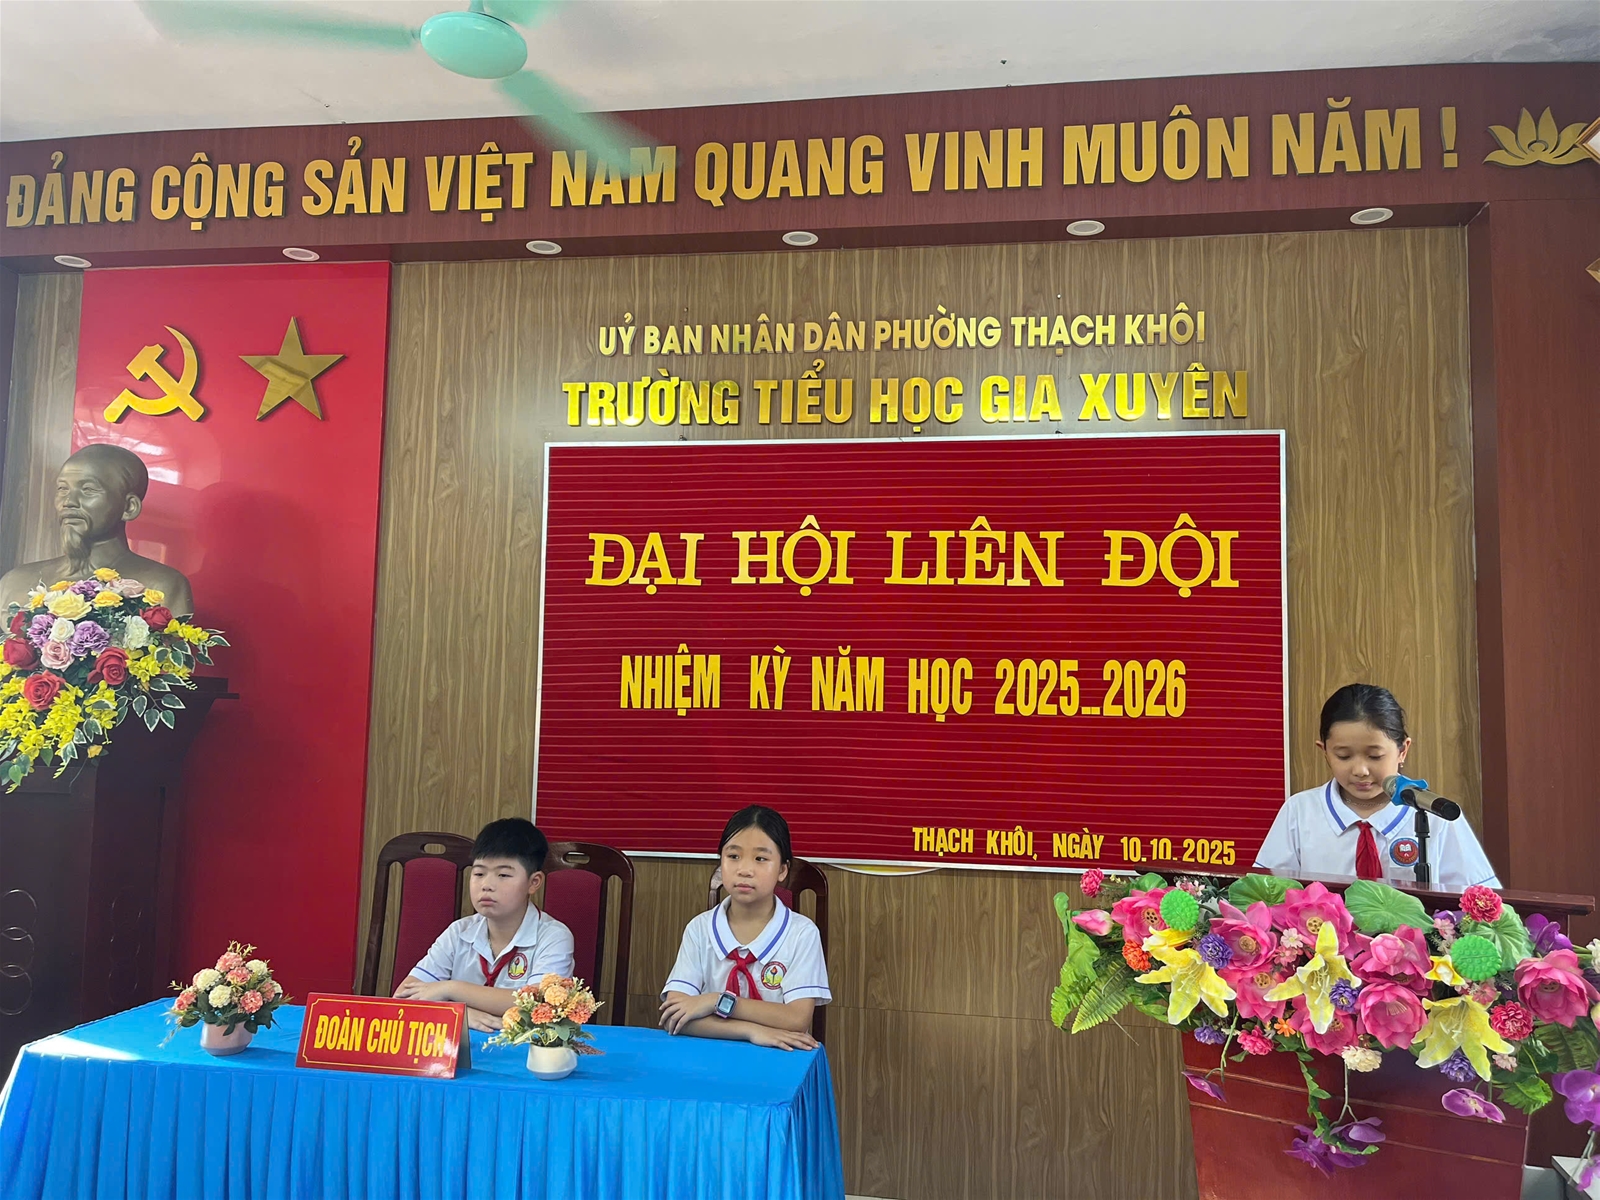 ĐẢNG CỘNG SẢN VIỆT NAM QUANG VINH MUÔN NĂM !
UỶ BAN NHÂN DÂN PHƯỜNG THẠCH KHÔI
TRƯỜNG TIỂU HỌC GIA XUYÊN
ĐẠI HỘI LIÊN ĐỘI
NHIỆM KỲ NĂM HỌC 2025-2026
THẠCH KHÔI, NGÀY 10.10.2025
ĐOÀN CHỦ TỊCH